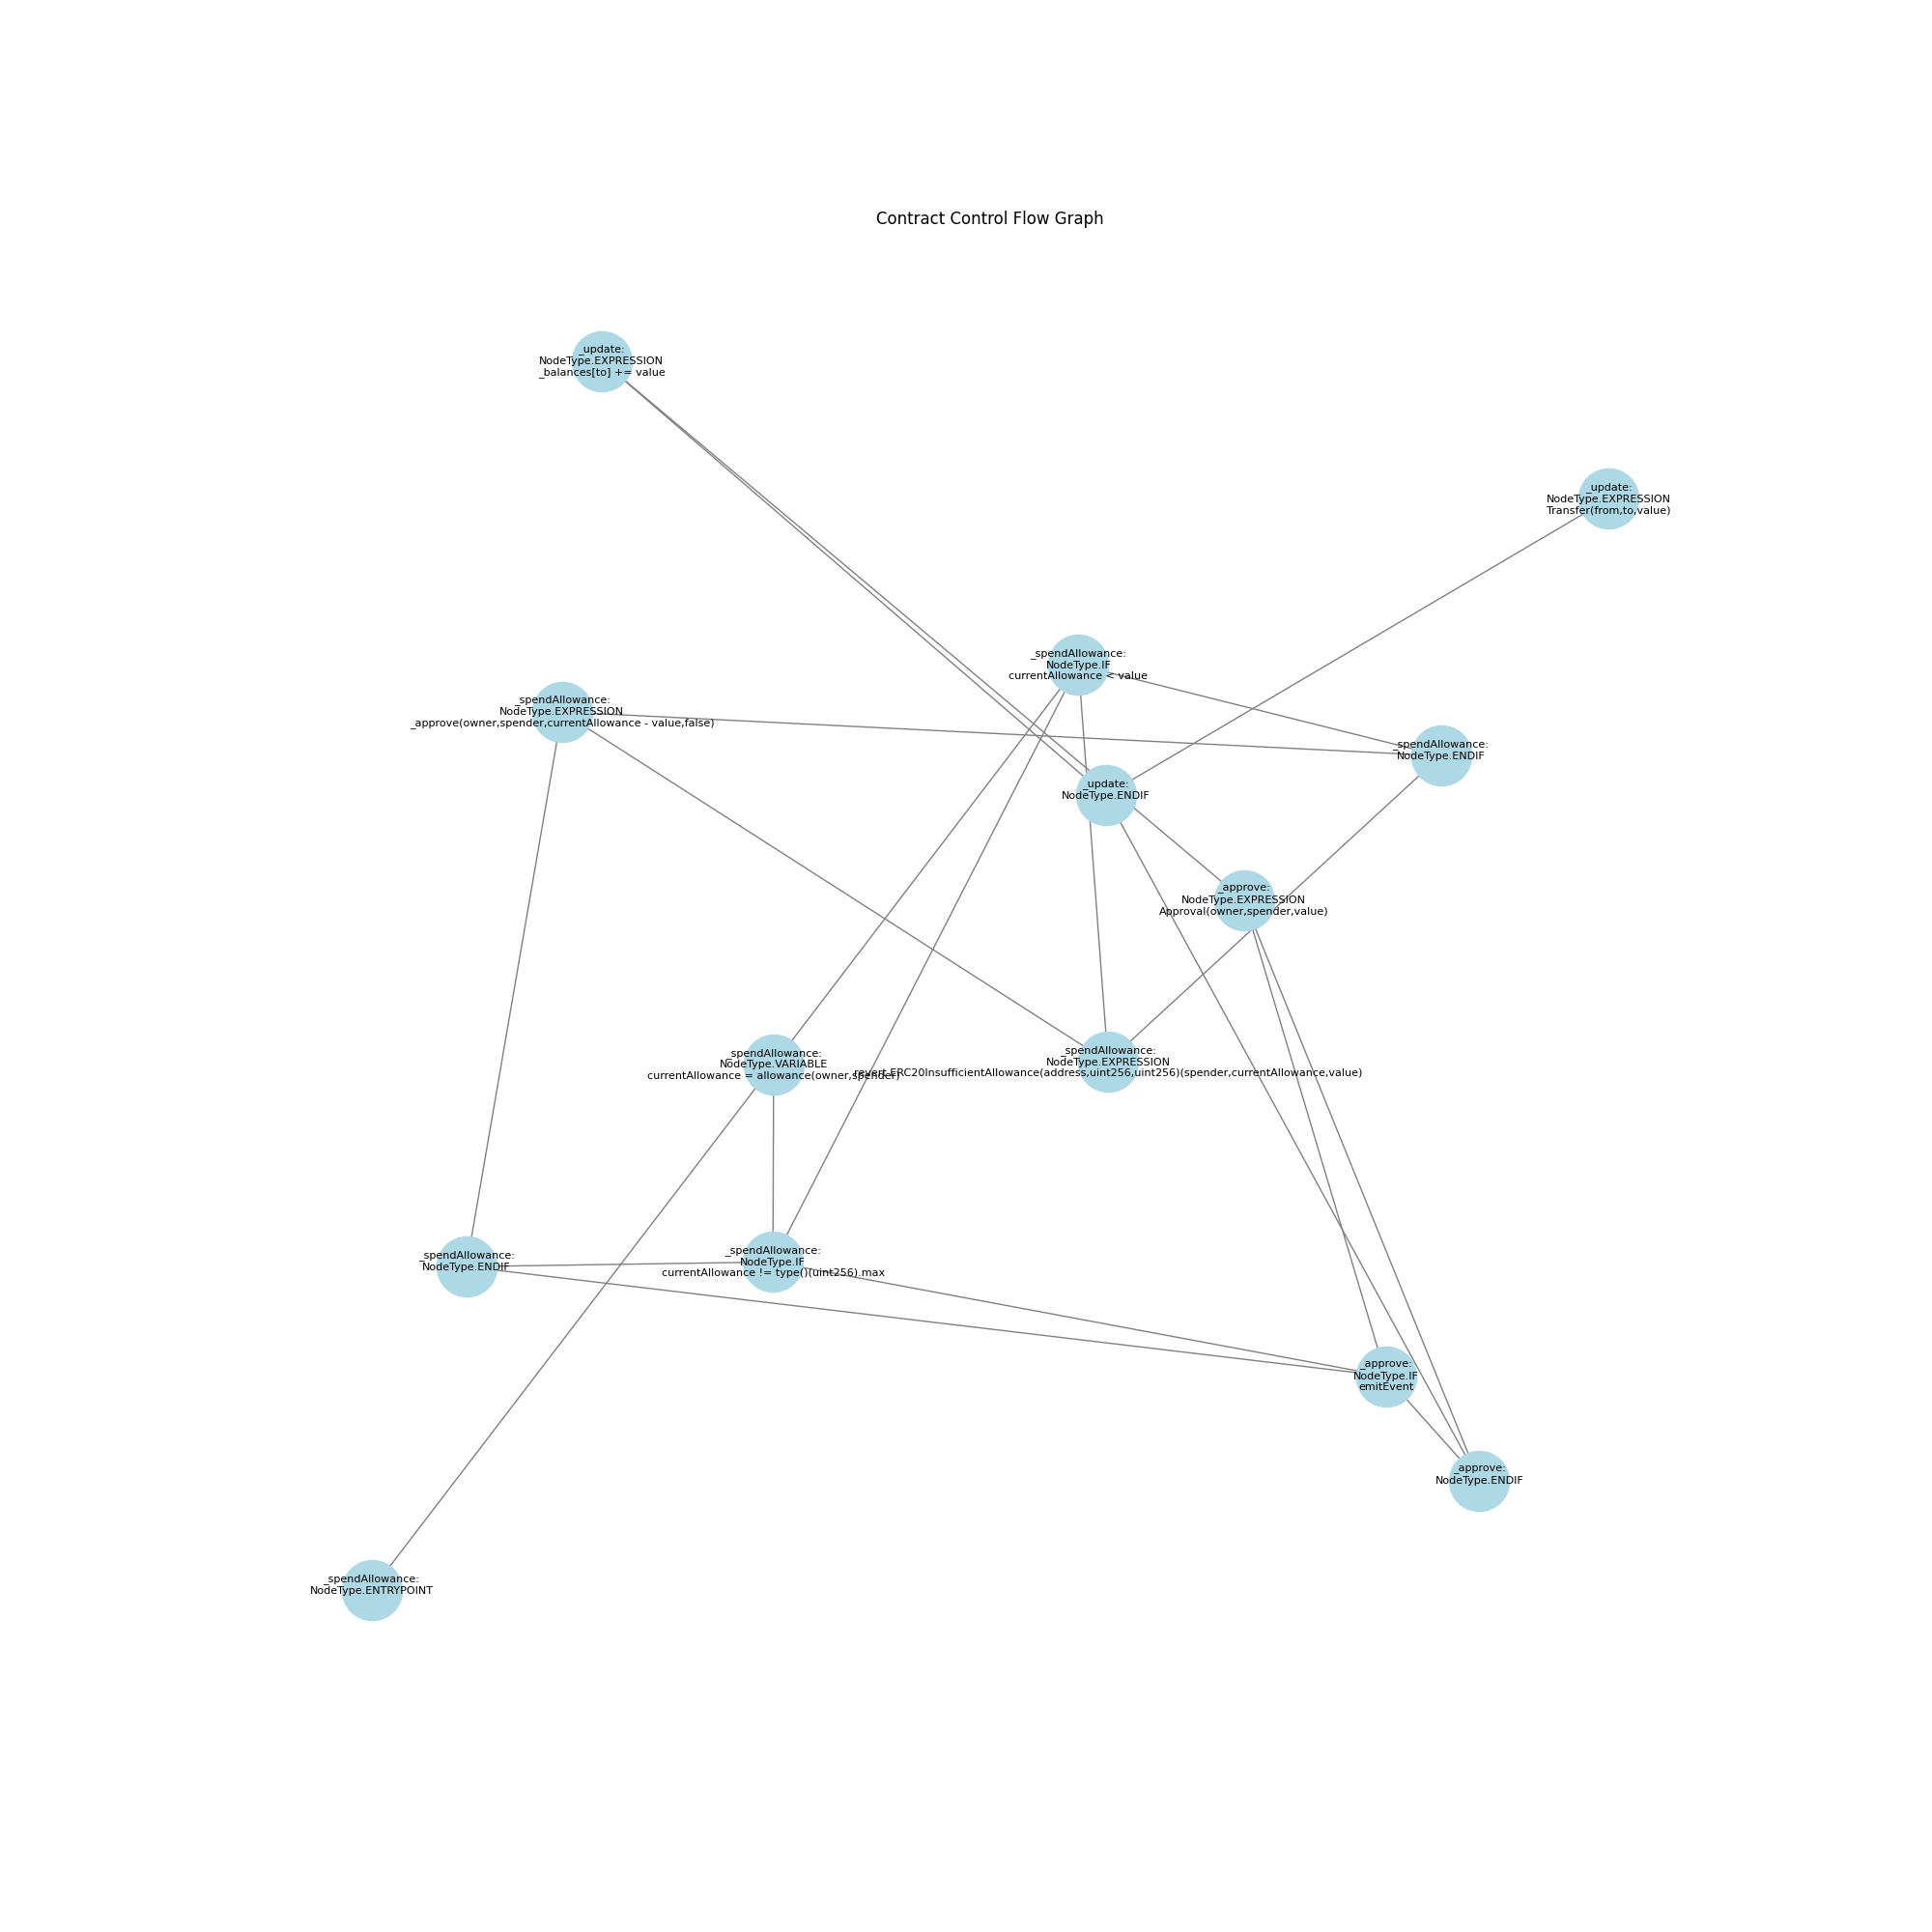 Contract Control Flow Graph
_update:
NodeType.EXPRESSION
_balances[to] += value
_update:
NodeType.EXPRESSION
Transfer(from,to,value)
_spendAllowance:
NodeType.IF
currentAllowance < value
_spendAllowance:
NodeType.EXPRESSION
_approve(owner,spender,currentAllowance - value,false)
_spendAllowance:
NodeType.ENDIF
_update:
NodeType.ENDIF
_approve:
NodeType.EXPRESSION
Approval(owner,spender,value)
_spendAllowance:
NodeType.VARIABLE
currentAllowance = allowance(owner,spender)
_spendAllowance:
NodeType.EXPRESSION
revert ERC20InsufficientAllowance(address,uint256,uint256)(spender,currentAllowance,value)
_spendAllowance:
NodeType.ENDIF
_spendAllowance:
NodeType.IF
currentAllowance != type()(uint256).max
_approve:
NodeType.IF
emitEvent
_approve:
NodeType.ENDIF
_spendAllowance:
NodeType.ENTRYPOINT